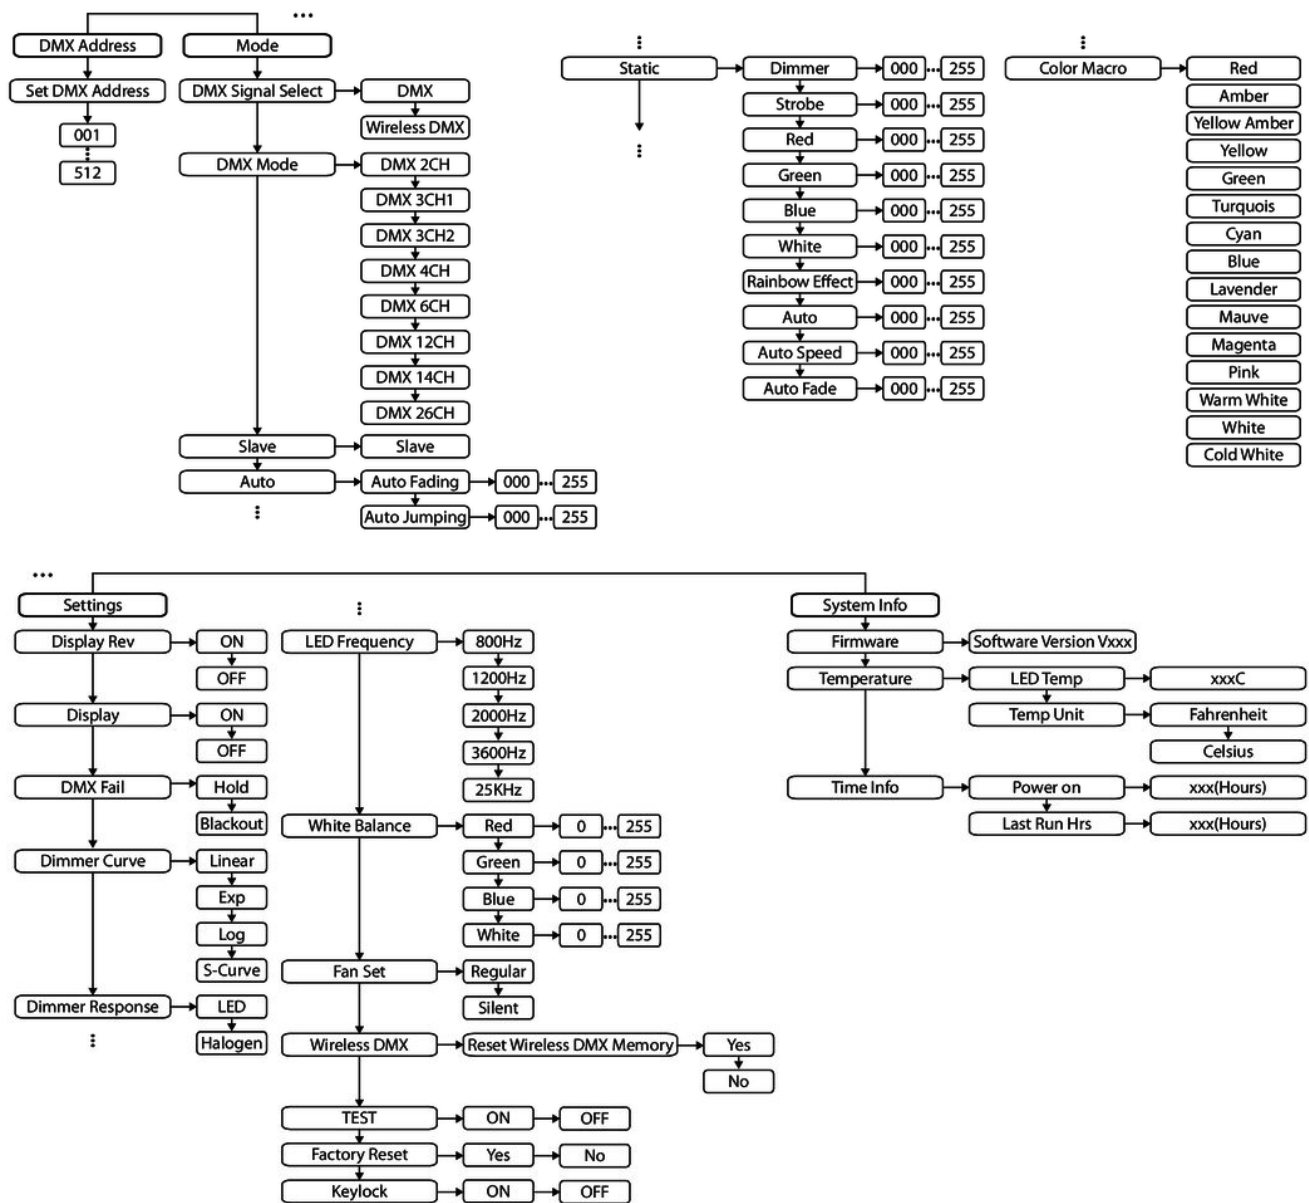 ...
DMX Address
Set DMX Address
001
512
Mode
DMX Signal Select
DMX
Wireless DMX
DMX Mode
DMX 2CH
DMX 3CH1
DMX 3CH2
DMX 4CH
DMX 6CH
DMX 12CH
DMX 14CH
DMX 26CH
Slave
Slave
Auto
Auto Fading 000 ... 255
Auto Jumping 000 ... 255
Static
Dimmer 000 ... 255
Strobe 000 ... 255
Red 000 ... 255
Green 000 ... 255
Blue 000 ... 255
White 000 ... 255
Rainbow Effect 000 ... 255
Auto 000 ... 255
Auto Speed 000 ... 255
Auto Fade 000 ... 255
Color Macro
Red
Amber
Yellow Amber
Yellow
Green
Turquois
Cyan
Blue
Lavender
Mauve
Magenta
Pink
Warm White
White
Cold White
...
Settings
Display Rev
ON
OFF
Display
ON
OFF
DMX Fail
Hold
Blackout
Dimmer Curve
Linear
Exp
Log
S-Curve
Dimmer Response
LED
Halogen
LED Frequency
800Hz
1200Hz
2000Hz
3600Hz
25KHz
White Balance
Red 0 ... 255
Green 0 ... 255
Blue 0 ... 255
White 0 ... 255
Fan Set
Regular
Silent
Wireless DMX
Reset Wireless DMX Memory
Yes
No
TEST ON OFF
Factory Reset Yes No
Keylock ON OFF
System Info
Firmware
Software Version Vxxx
Temperature
LED Temp
xxxC
Temp Unit
Fahrenheit
Celsius
Time Info
Power on
xxx(Hours)
Last Run Hrs
xxx(Hours)